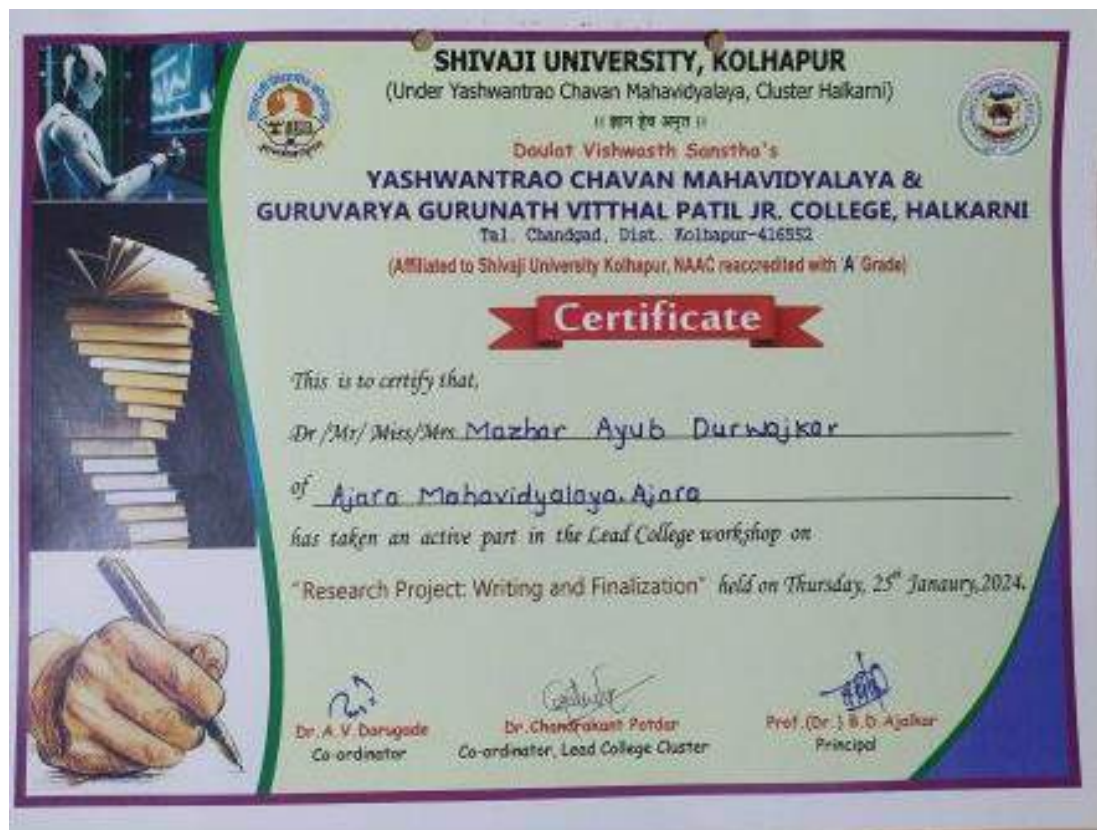 SHIVAJI UNIVERSITY, KOLHAPUR
(Under Yashwantrao Chavan Mahavidyalaya, Cluster Halkarni)
।। ज्ञान हेच अमृत ।।
Daulat Vishwasth Sanstha's
YASHWANTRAO CHAVAN MAHAVIDYALAYA &
GURUVARYA GURUNATH VITTHAL PATIL JR. COLLEGE, HALKARNI
Tal. Chandgad, Dist. Kolhapur-416552
(Affiliated to Shivaji University Kolhapur, NAAC reaccredited with 'A' Grade)
Certificate
This is to certify that,
Dr /Mr/ Miss/Mrs Mazhar Ayub Durwajkar
of Ajara Mahavidyalaya. Ajara
has taken an active part in the Lead College workshop on
"Research Project: Writing and Finalization" held on Thursday, 25th Janaury,2024.
Dr. A. V. Darugade
Co-ordinator
Dr. Chandrakant Potdar
Co-ordinator, Lead College Cluster
Prof. (Dr.) B. D. Ajalkar
Principal